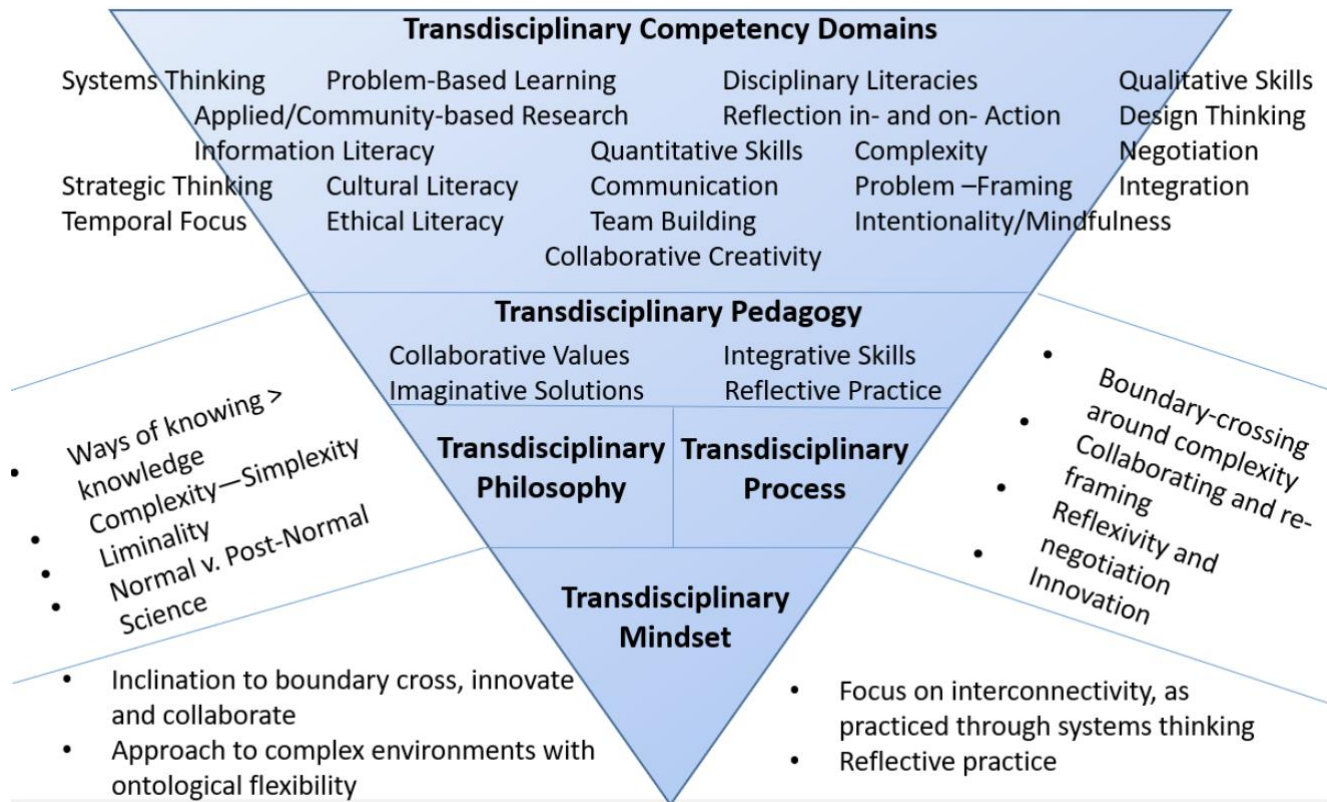 Transdisciplinary Competency Domains
Systems Thinking Problem-Based Learning Disciplinary Literacies Qualitative Skills
Applied/Community-based Research Reflection in- and on- Action Design Thinking
Information Literacy Quantitative Skills Complexity Negotiation
Strategic Thinking Cultural Literacy Communication Problem –Framing Integration
Temporal Focus Ethical Literacy Team Building Intentionality/Mindfulness
Collaborative Creativity
Transdisciplinary Pedagogy
Collaborative Values Integrative Skills
Imaginative Solutions Reflective Practice
Transdisciplinary
Philosophy
Transdisciplinary
Process
• Ways of knowing >
knowledge
• Complexity—Simplexity
• Liminality
• Normal v. Post-Normal
Science
• Boundary-crossing
around complexity
• Collaborating and re-
framing
• Reflexivity and
negotiation
• Innovation
Transdisciplinary
Mindset
• Inclination to boundary cross, innovate
and collaborate
• Approach to complex environments with
ontological flexibility
• Focus on interconnectivity, as
practiced through systems thinking
• Reflective practice